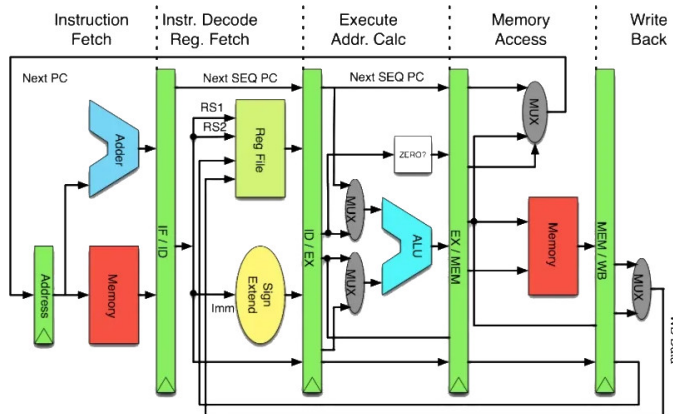 Instruction
Fetch
Instr. Decode
Reg. Fetch
Execute
Addr. Calc
Memory
Access
Write
Back
Next PC
Next SEQ PC
Next SEQ PC
MUX
RS1
RS2
Adder
Reg File
ZERO?
IF / ID
ID / EX
MUX
ALU
EX / MEM
MEM / WB
Memory
Address
Memory
Imm
Sign
Extend
MUX
MUX